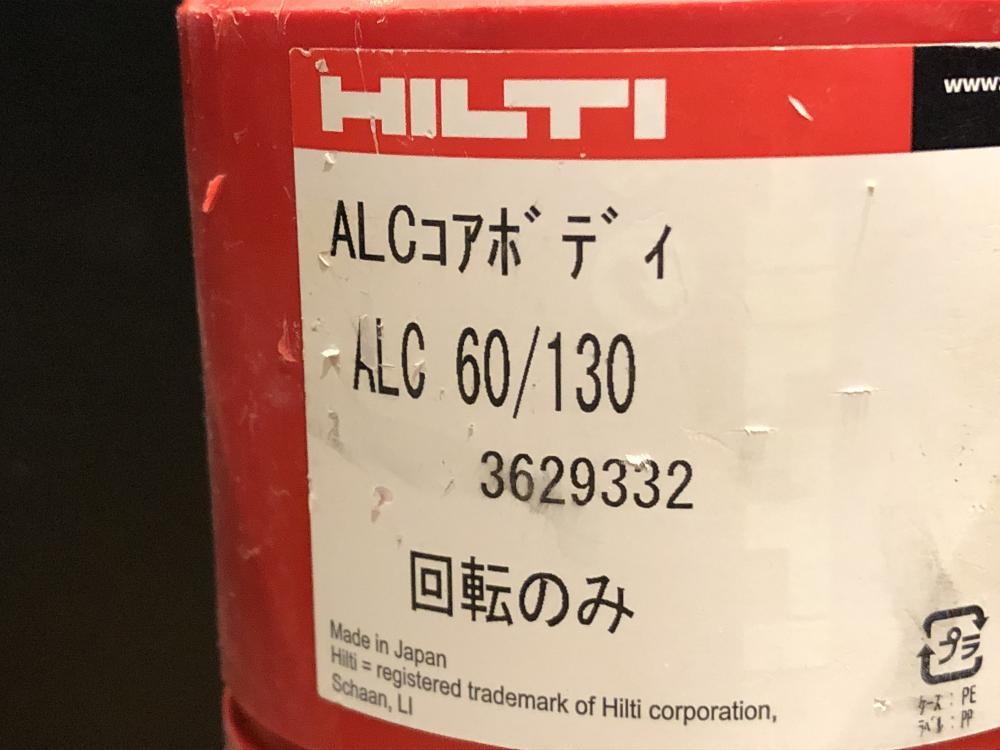 HILTI
www.
ALCコアボディ
ALC 60/130
3629332
回転のみ
Made in Japan
Hilti = registered trademark of Hilti corporation,
Schaan, LI
プラ
ケース : PE
ラベル : PP